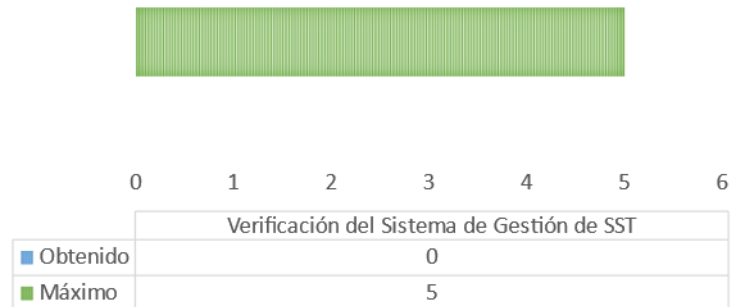 0 1 2 3 4 5 6
Verificación del Sistema de Gestión de SST
Obtenido 0
Máximo 5